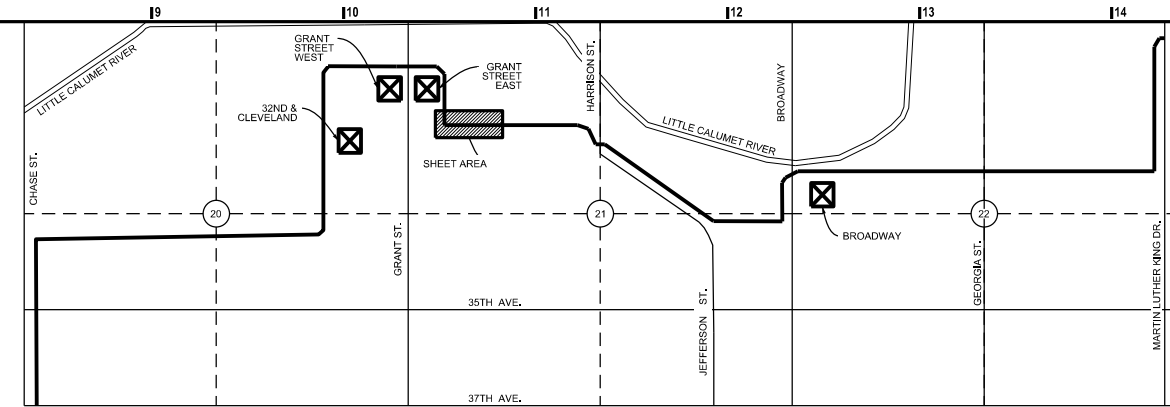 9
10
11
12
13
14
LITTLE CALUMET RIVER
GRANT
STREET
WEST
GRANT
STREET
EAST
32ND &
CLEVELAND
SHEET AREA
HARRISON ST.
BROADWAY
LITTLE CALUMET RIVER
CHASE ST.
20
21
22
GRANT ST.
BROADWAY
GEORGIA ST.
MARTIN LUTHER KING DR.
35TH AVE.
JEFFERSON ST.
37TH AVE.